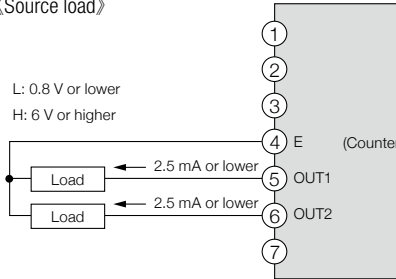 《Source load》
1
2
L: 0.8 V or lower
3
H: 6 V or higher
4 E (Counter
2.5 mA or lower
Load 5 OUT1
2.5 mA or lower
Load 6 OUT2
7